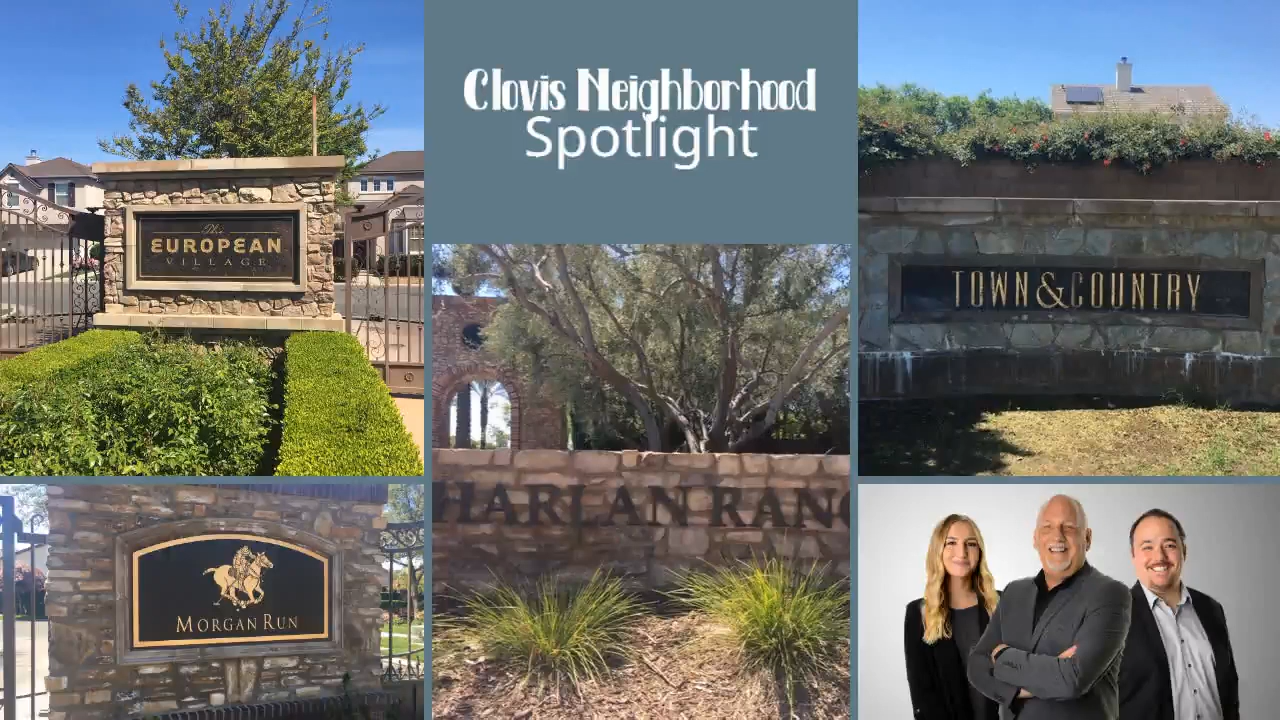 Clovis Neighborhood
Spotlight
The
EUROPEAN
VILLAGE
TOWN & COUNTRY
HARLAN RANC
MORGAN RUN